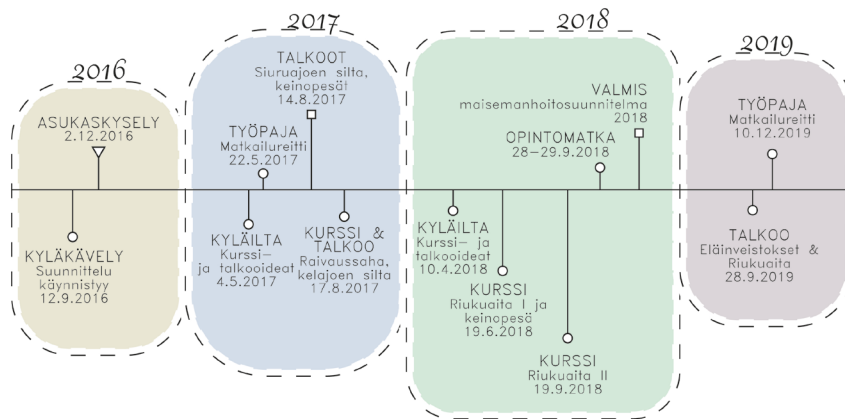 2016
ASUKASKYSELY
2.12.2016
KYLÄKÄVELY
Suunnittelu
käynnistyy
12.9.2016
2017
TALKOOT
Siuruajoen silta,
keinopesät
14.8.2017
TYÖPAJA
Matkailureitti
22.5.2017
KYLÄILTA
Kurssi-
ja talkooideat
4.5.2017
KURSSI &
TALKOO
Raivaussaha,
kelajoen silta
17.8.2017
2018
VALMIS
maisemanhoitosuunnitelma
2018
OPINTOMATKA
28-29.9.2018
KYLÄILTA
Kurssi- ja
talkooideat
10.4.2018
KURSSI
Riukuaita I ja
keinopesä
19.6.2018
KURSSI
Riukuaita II
19.9.2018
2019
TYÖPAJA
Matkailureitti
10.12.2019
TALKOO
Eläinveistokset &
Riukuaita
28.9.2019